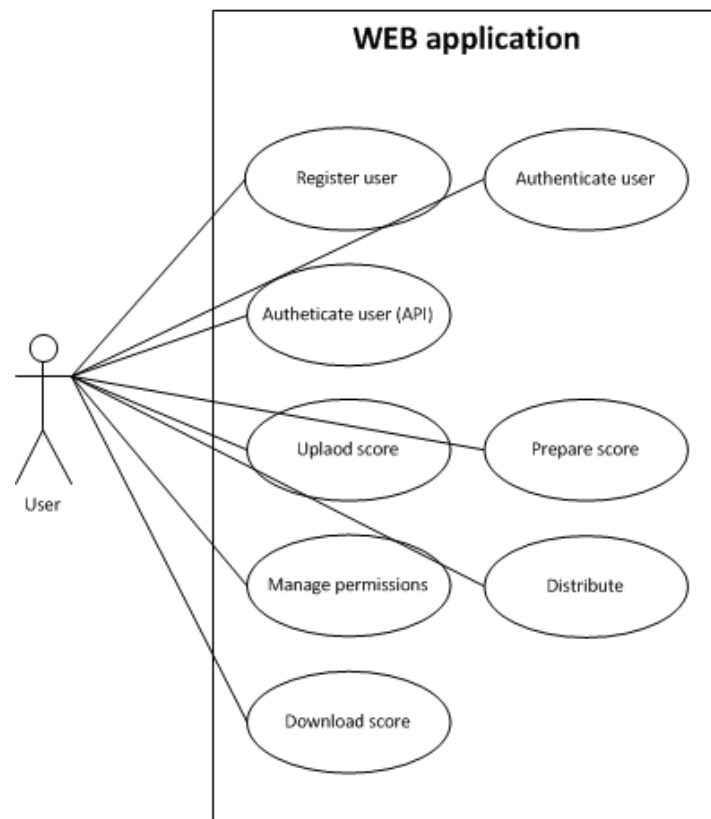 WEB application
Register user
Authenticate user
Autheticate user (API)
Uplaod score
Prepare score
User
Manage permissions
Distribute
Download score